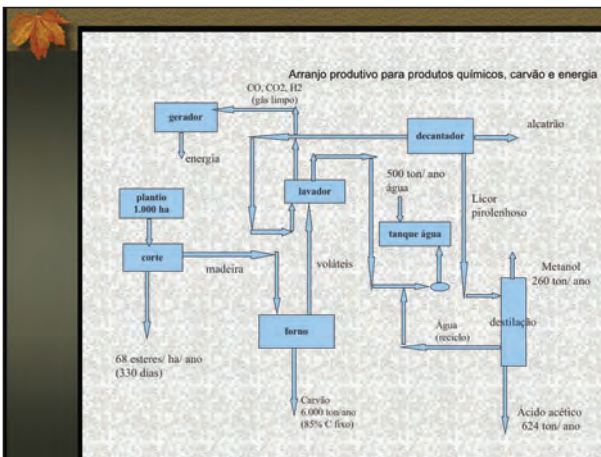 Arranjo produtivo para produtos químicos, carvão e energia
CO, CO2, H2
(gás limpo)
gerador
decantador
alcatrão
energia
500 ton/ ano
água
lavador
Licor
pirolenhoso
plantio
1.000 ha
tanque água
corte
madeira
voláteis
Metanol
260 ton/ ano
forno
Água
(reciclo)
destilação
68 esteres/ ha/ ano
(330 dias)
Carvão
6.000 ton/ano
(85% C fixo)
Ácido acético
624 ton/ ano